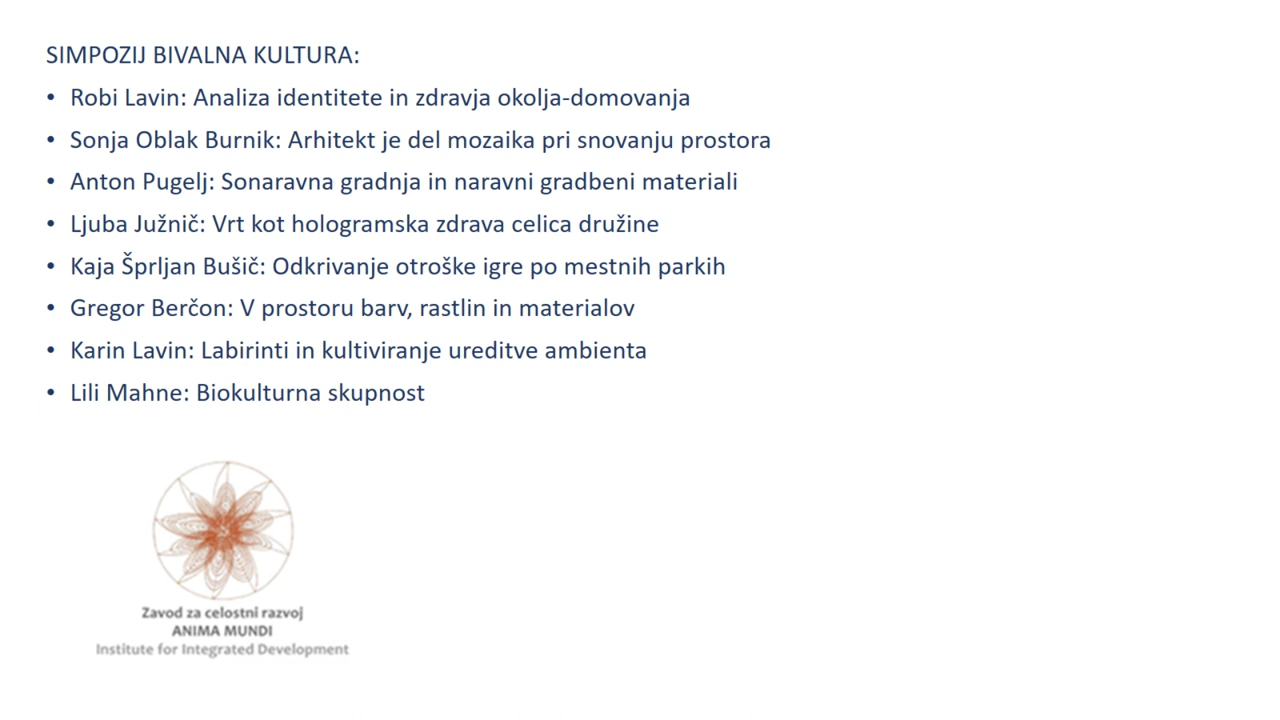 SIMPOZIJ BIVALNA KULTURA:
• Robi Lavin: Analiza identitete in zdravja okolja-domovanja
• Sonja Oblak Burnik: Arhitekt je del mozaika pri snovanju prostora
• Anton Pugelj: Sonaravna gradnja in naravni gradbeni materiali
• Ljuba Južnič: Vrt kot hologramska zdrava celica družine
• Kaja Šprljan Bušič: Odkrivanje otroške igre po mestnih parkih
• Gregor Berčon: V prostoru barv, rastlin in materialov
• Karin Lavin: Labirinti in kultiviranje ureditve ambienta
• Lili Mahne: Biokulturna skupnost
Zavod za celostni razvoj
ANIMA MUNDI
Institute for Integrated Development